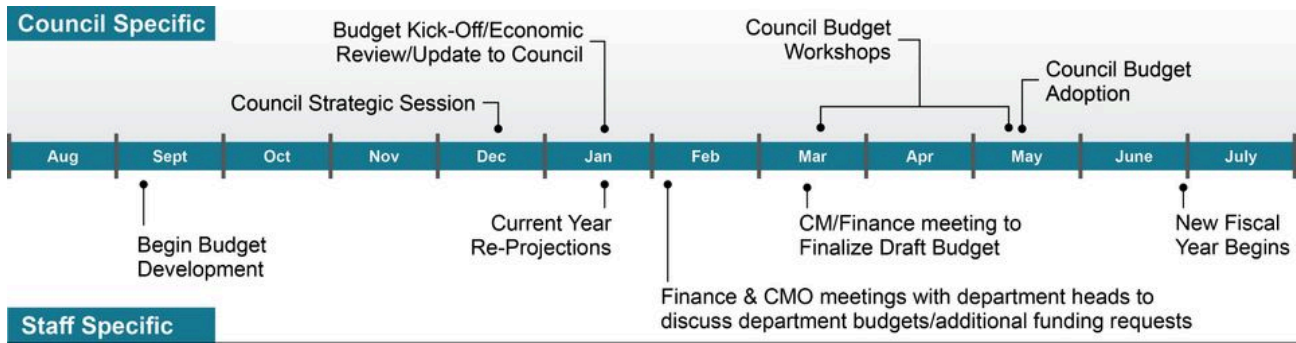 Council Specific
Budget Kick-Off/Economic
Review/Update to Council
Council Budget
Workshops
Council Budget
Adoption
Council Strategic Session
Aug Sept Oct Nov Dec Jan Feb Mar Apr May June July
Begin Budget
Development
Current Year
Re-Projections
CM/Finance meeting to
Finalize Draft Budget
New Fiscal
Year Begins
Finance & CMO meetings with department heads to
discuss department budgets/additional funding requests
Staff Specific